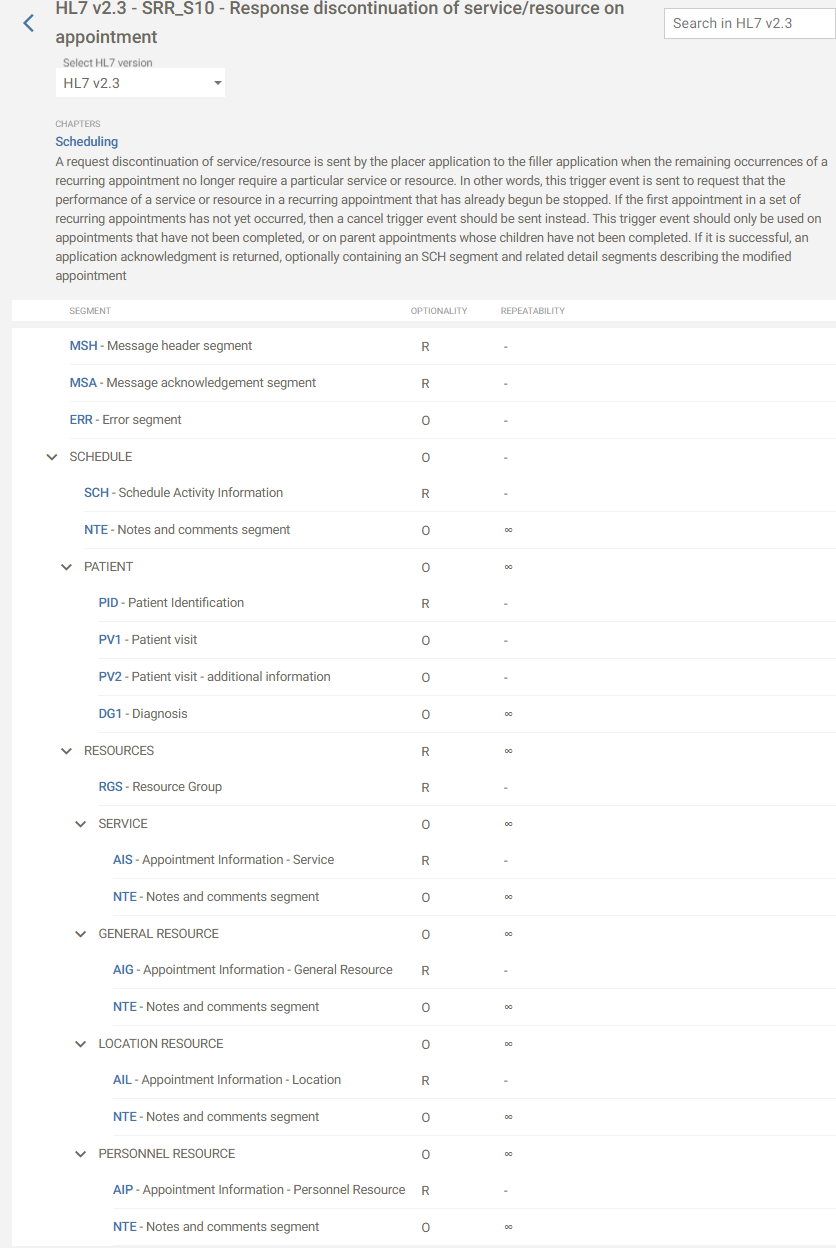 HL7 v2.3 - SRR_S10 - Response discontinuation of service/resource on
appointment
Search in HL7 v2.3
Select HL7 version
HL7 v2.3
CHAPTERS
Scheduling
A request discontinuation of service/resource is sent by the placer application to the filler application when the remaining occurrences of a
recurring appointment no longer require a particular service or resource. In other words, this trigger event is sent to request that the
performance of a service or resource in a recurring appointment that has already begun be stopped. If the first appointment in a set of
recurring appointments has not yet occurred, then a cancel trigger event should be sent instead. This trigger event should only be used on
appointments that have not been completed, or on parent appointments whose children have not been completed. If it is successful, an
application acknowledgment is returned, optionally containing an SCH segment and related detail segments describing the modified
appointment
SEGMENT OPTIONALITY REPEATABILITY
MSH - Message header segment R -
MSA - Message acknowledgement segment R -
ERR - Error segment O -
SCHEDULE O -
SCH - Schedule Activity Information R -
NTE - Notes and comments segment O ∞
PATIENT O ∞
PID - Patient Identification R -
PV1 - Patient visit O -
PV2 - Patient visit - additional information O -
DG1 - Diagnosis O ∞
RESOURCES R ∞
RGS - Resource Group R -
SERVICE O ∞
AIS - Appointment Information - Service R -
NTE - Notes and comments segment O ∞
GENERAL RESOURCE O ∞
AIG - Appointment Information - General Resource R -
NTE - Notes and comments segment O ∞
LOCATION RESOURCE O ∞
AIL - Appointment Information - Location R -
NTE - Notes and comments segment O ∞
PERSONNEL RESOURCE O ∞
AIP - Appointment Information - Personnel Resource R -
NTE - Notes and comments segment O ∞